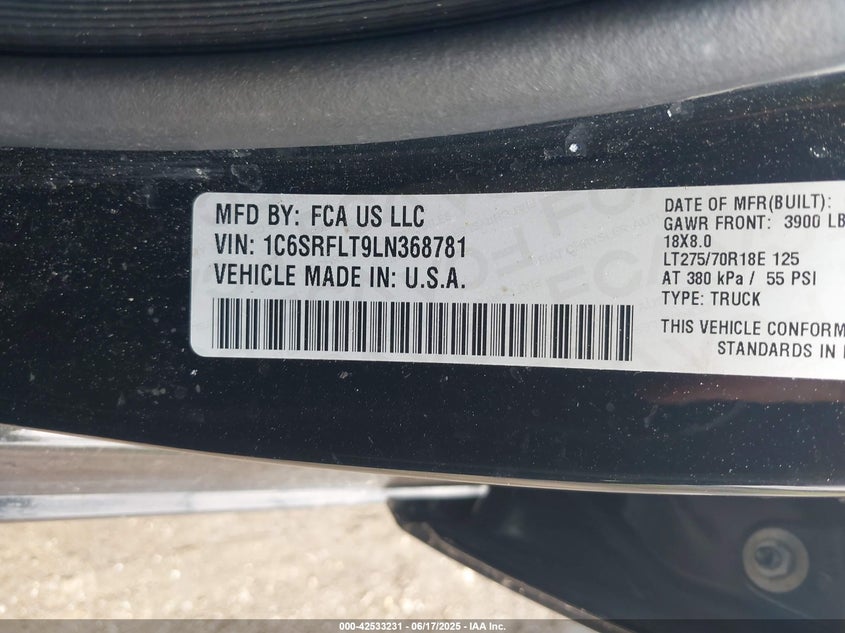 MFD BY: FCA US LLC
VIN: 1C6SRFLT9LN368781
VEHICLE MADE IN: U.S.A.
DATE OF MFR(BUILT):
GAWR FRONT: 3900 LB
18X8.0
LT275/70R18E 125
AT 380 kPa / 55 PSI
TYPE: TRUCK
THIS VEHICLE CONFORM
STANDARDS IN
000-42533231 - 06/17/2025 - IAA Inc.